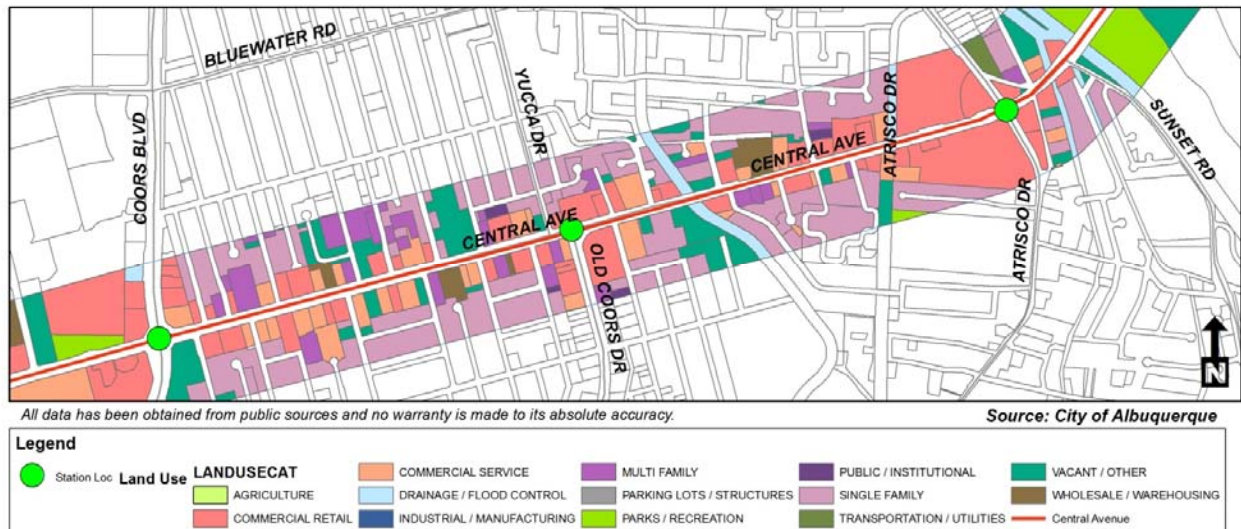 BLUEWATER RD
YUCCA DR
COORS BLVD
ATRISCO DR
CENTRAL AVE
SUNSET RD
CENTRAL AVE
OLD COORS DR
ATRISCO DR
N
All data has been obtained from public sources and no warranty is made to its absolute accuracy.
Source: City of Albuquerque
Legend
Station Loc
Land Use
LANDUSECAT
AGRICULTURE
COMMERCIAL RETAIL
COMMERCIAL SERVICE
DRAINAGE / FLOOD CONTROL
INDUSTRIAL / MANUFACTURING
MULTI FAMILY
PARKING LOTS / STRUCTURES
PARKS / RECREATION
PUBLIC / INSTITUTIONAL
SINGLE FAMILY
TRANSPORTATION / UTILITIES
VACANT / OTHER
WHOLESALE / WAREHOUSING
Central Avenue